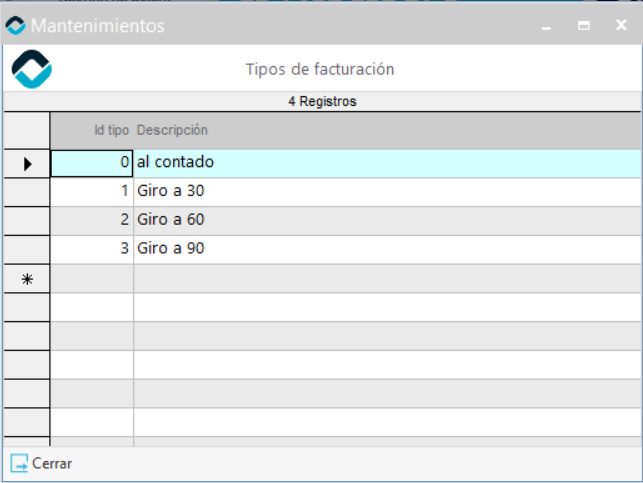 Mantenimientos
Tipos de facturación
4 Registros
Id tipo Descripción
0 al contado
1 Giro a 30
2 Giro a 60
3 Giro a 90
Cerrar